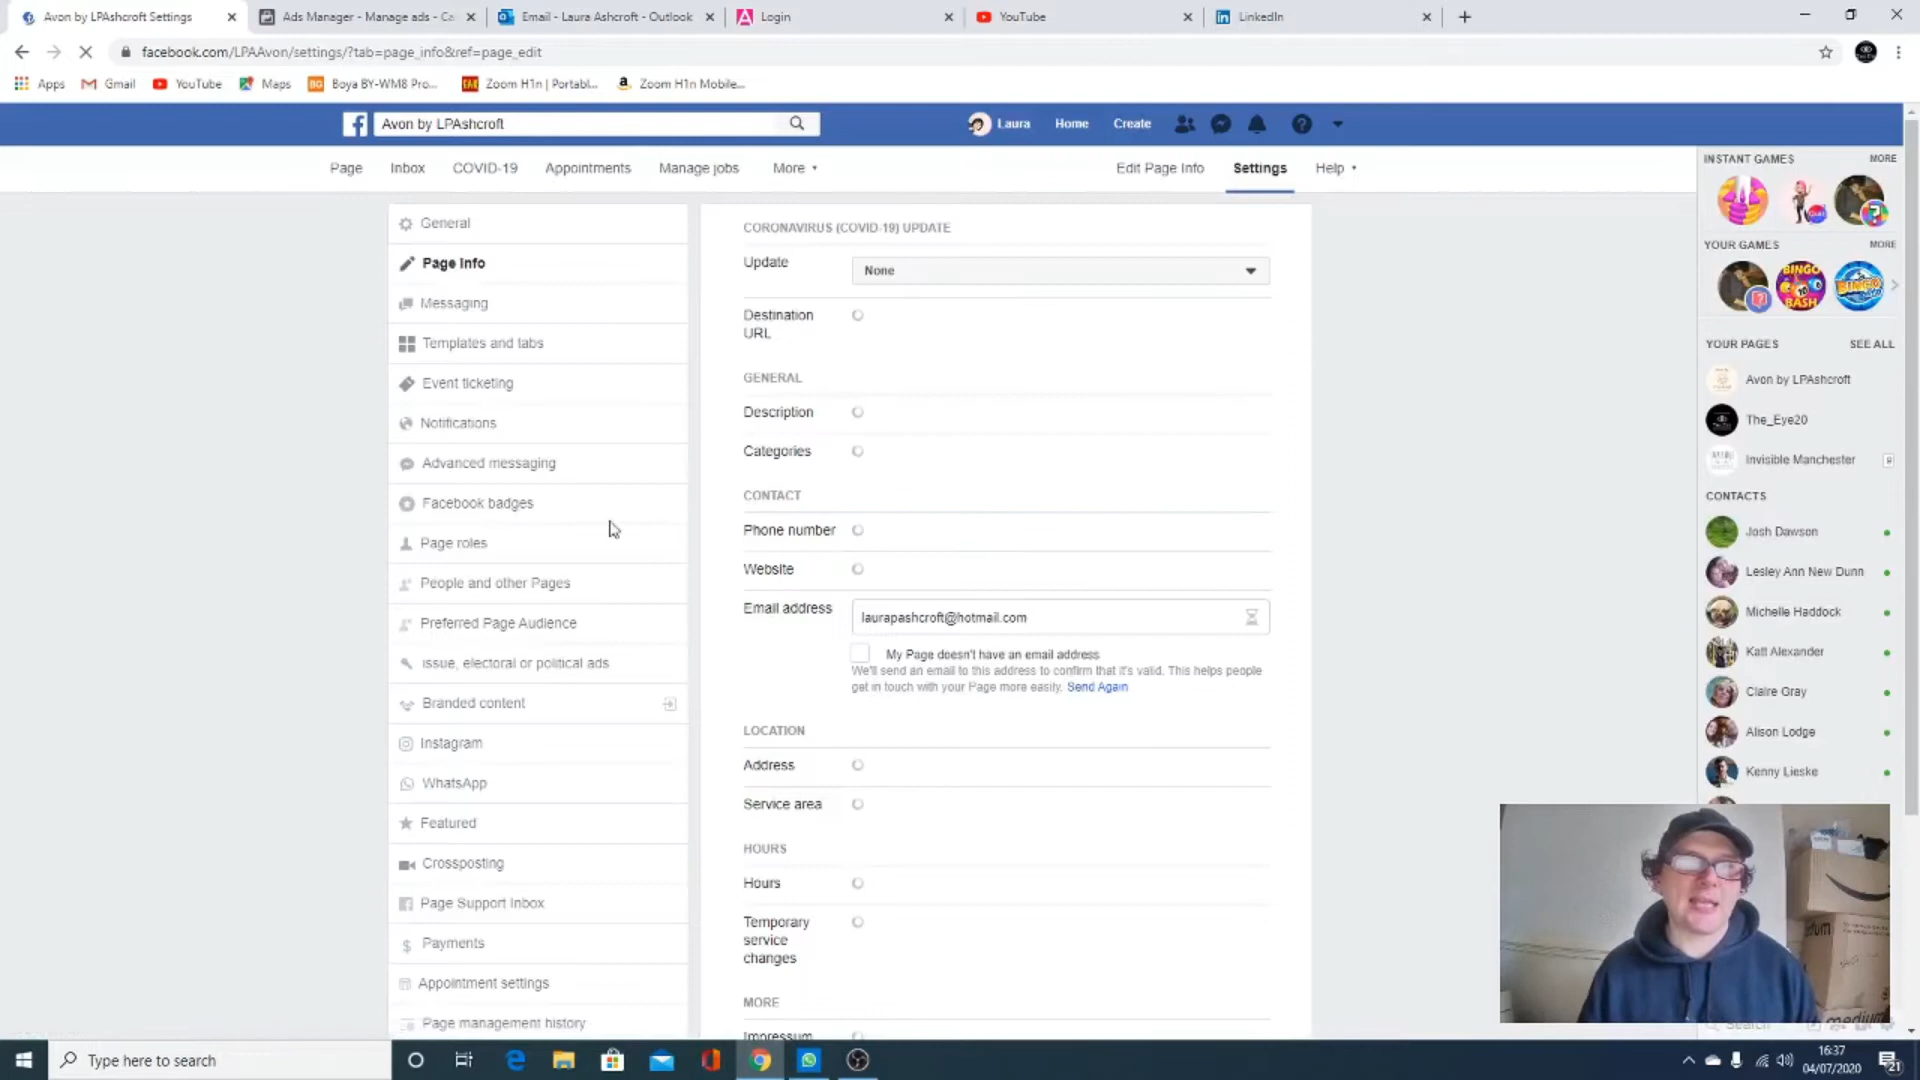 Avon by LPAshcroft Settings
Ads Manager - Manage ads - Ca
Email - Laura Ashcroft - Outlook
Login
YouTube
LinkedIn
facebook.com/LPAAvon/settings/?tab=page_info&ref=page_edit
Apps
Gmail
YouTube
Maps
Boya BY-WM8 Pro...
Zoom H1n | Portabl...
Zoom H1n Mobile...
Avon by LPAshcroft
Laura
Home
Create
Page
Inbox
COVID-19
Appointments
Manage jobs
More
Edit Page Info
Settings
Help
General
Page Info
Messaging
Templates and tabs
Event ticketing
Notifications
Advanced messaging
Facebook badges
Page roles
People and other Pages
Preferred Page Audience
Issue, electoral or political ads
Branded content
Instagram
WhatsApp
Featured
Crossposting
Page Support Inbox
Payments
Appointment settings
Page management history
CORONAVIRUS (COVID-19) UPDATE
Update
None
Destination
URL
GENERAL
Description
Categories
CONTACT
Phone number
Website
Email address
laurapashcroft@hotmail.com
My Page doesn't have an email address
We'll send an email to this address to confirm that it's valid. This helps people
get in touch with your Page more easily. Send Again
LOCATION
Address
Service area
HOURS
Hours
Temporary
service
changes
MORE
Impressum
INSTANT GAMES
MORE
YOUR GAMES
MORE
BINGO
BASH
BINGO
YOUR PAGES
SEE ALL
Avon by LPAshcroft
The_Eye20
Invisible Manchester
CONTACTS
Josh Dawson
Lesley Ann New Dunn
Michelle Haddock
Katt Alexander
Claire Gray
Alison Lodge
Kenny Lieske
medium
Search
Type here to search
16:37
04/07/2020
21